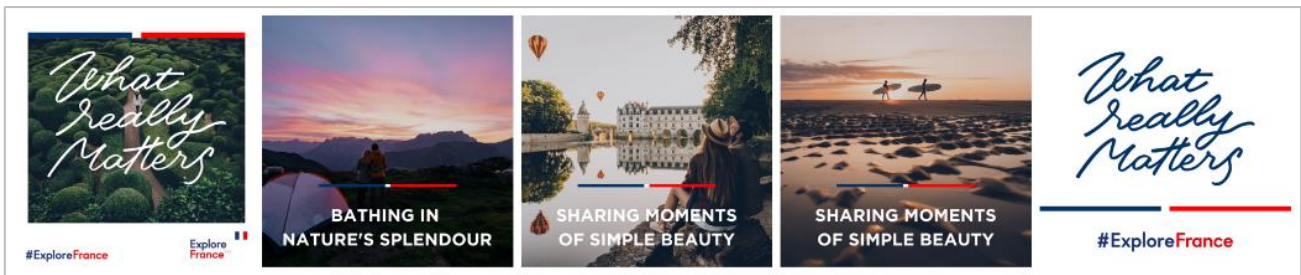 What
really
Matters
#ExploreFrance
Explore
France
BATHING IN
NATURE'S SPLENDOUR
SHARING MOMENTS
OF SIMPLE BEAUTY
SHARING MOMENTS
OF SIMPLE BEAUTY
What
really
Matters
#ExploreFrance